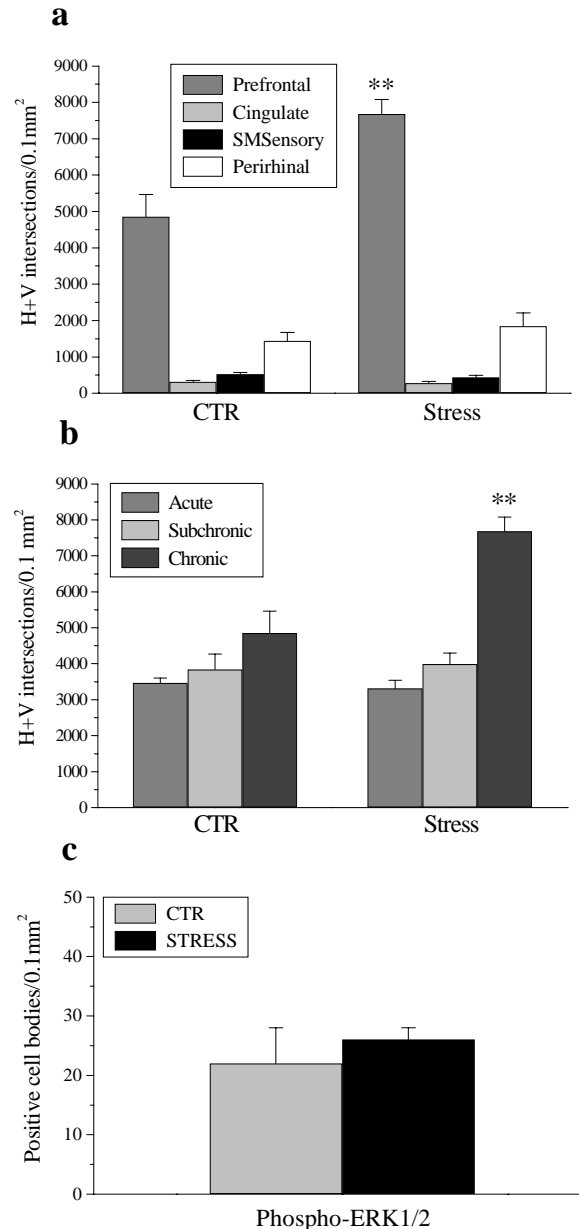 a
H+V intersections/0.1mm²
9000
8000
7000
6000
5000
4000
3000
2000
1000
0
Prefrontal
Cingulate
SMSensory
Perirhinal
**
CTR
Stress
b
H+V intersections/0.1 mm²
9000
8000
7000
6000
5000
4000
3000
2000
1000
0
Acute
Subchronic
Chronic
**
CTR
Stress
c
Positive cell bodies/0.1mm²
50
40
30
20
10
0
CTR
STRESS
Phospho-ERK1/2